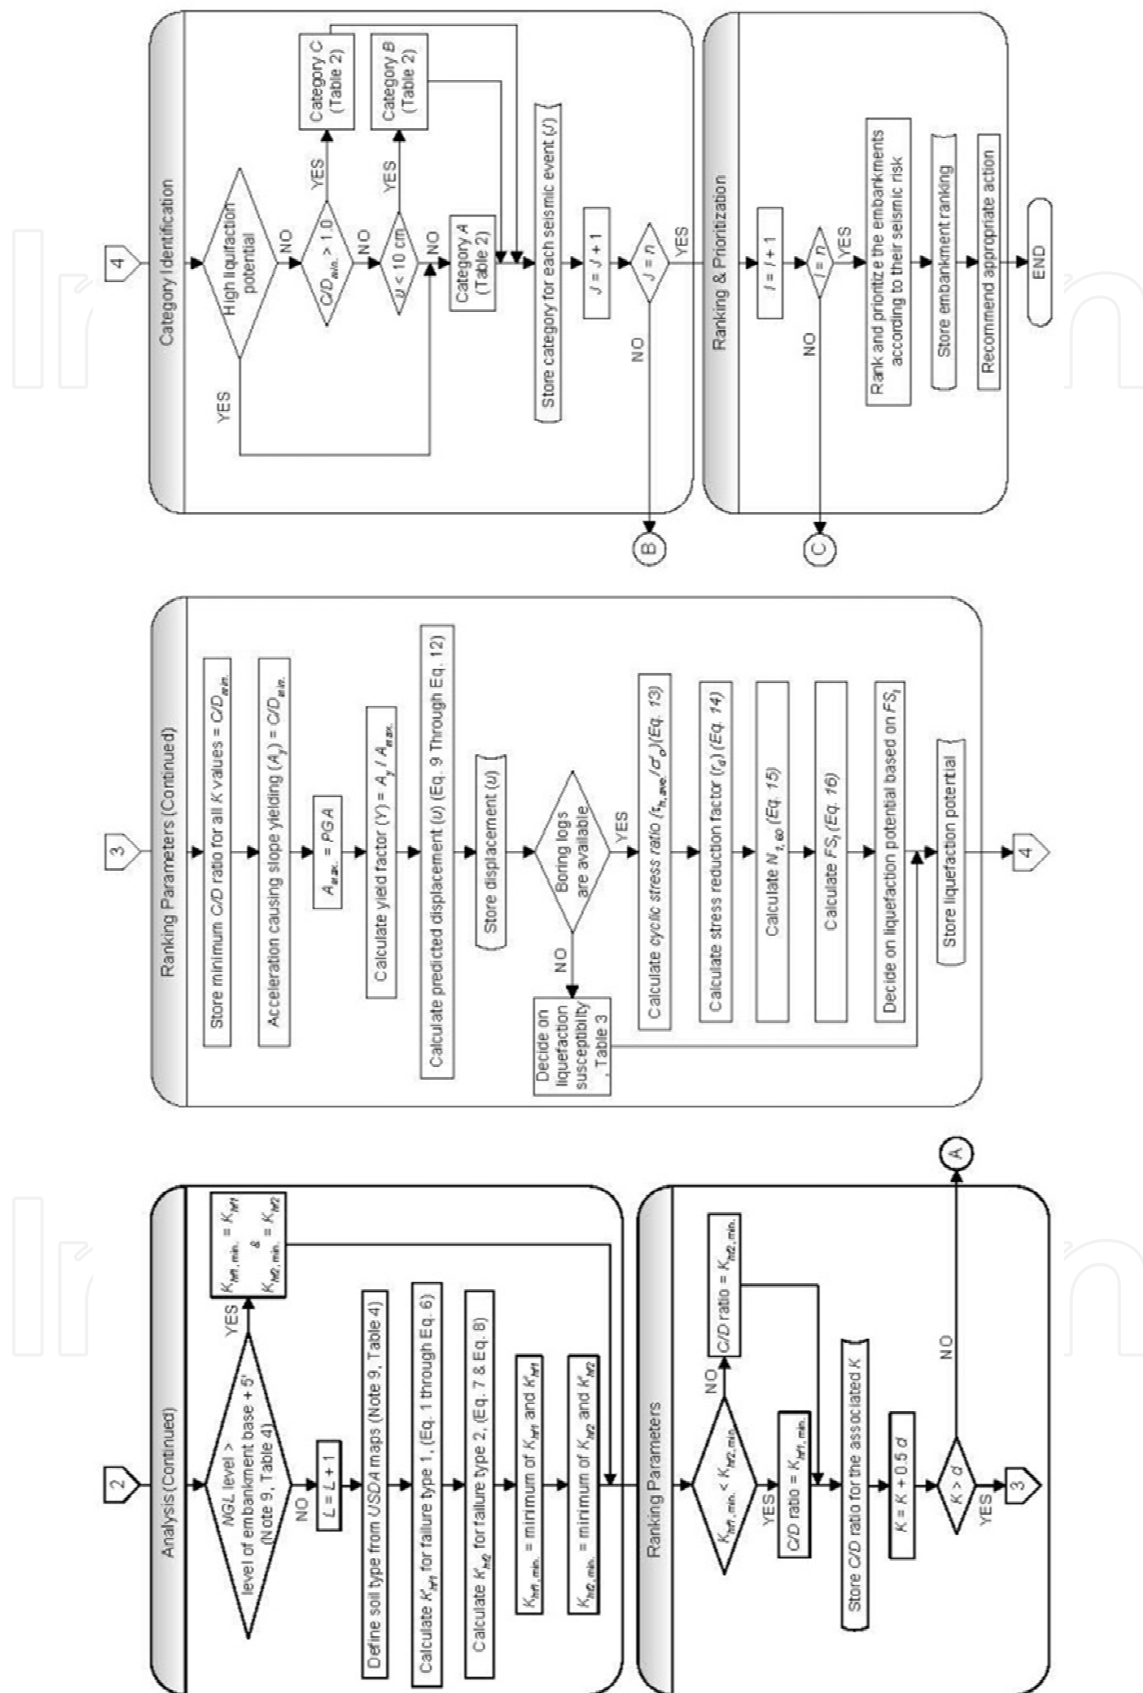 2
Analysis (Continued)
NGL level >
level of embankment base + 5'
(Note 9, Table 4)
YES
K_hf1, min. = K_hf1
&
K_hf2, min. = K_hf2
NO
L = L + 1
Define soil type from USDA maps (Note 9, Table 4)
Calculate K'_hf1 for failure type 1, (Eq. 1 through Eq. 6)
Calculate K'_hf2 for failure type 2, (Eq. 7 & Eq. 8)
K_hf1, min. = minimum of K_hf1 and K'_hf1
K_hf2, min. = minimum of K_hf2 and K'_hf2
Ranking Parameters
K_hf1, min. < K_hf2, min.
NO
C/D ratio = K_hf2, min.
YES
C/D ratio = K_hf1, min.
Store C/D ratio for the associated K
K = K + 0.5 d
K > d
NO
A
YES
3
3
Ranking Parameters (Continued)
Store minimum C/D ratio for all K values = C/D_min.
Acceleration causing slope yielding (A_y) = C/D_min.
A_max. = PGA
Calculate yield factor (Y) = A_y / A_max.
Calculate predicted displacement (u) (Eq. 9 Through Eq. 12)
Store displacement (u)
Boring logs
are available
NO
Decide on
liquefaction
susceptibility
, Table 3
YES
Calculate cyclic stress ratio (τ_h,ave./σ'_o) (Eq. 13)
Calculate stress reduction factor (r_d) (Eq. 14)
Calculate N_1,60 (Eq. 15)
Calculate FS_l (Eq. 16)
Decide on liquefaction potential based on FS_l
Store liquefaction potential
4
4
Category Identification
High liquifaction
potential
YES
NO
C/D_min. > 1.0
YES
Category C
(Table 2)
NO
u < 10 cm
YES
Category B
(Table 2)
NO
Category A
(Table 2)
Store category for each seismic event (J)
J = J + 1
J = n
NO
B
YES
Ranking & Prioritization
I = I + 1
I = n
NO
C
YES
Rank and prioritize the embankments
according to their seismic risk
Store embankment ranking
Recommend appropriate action
END